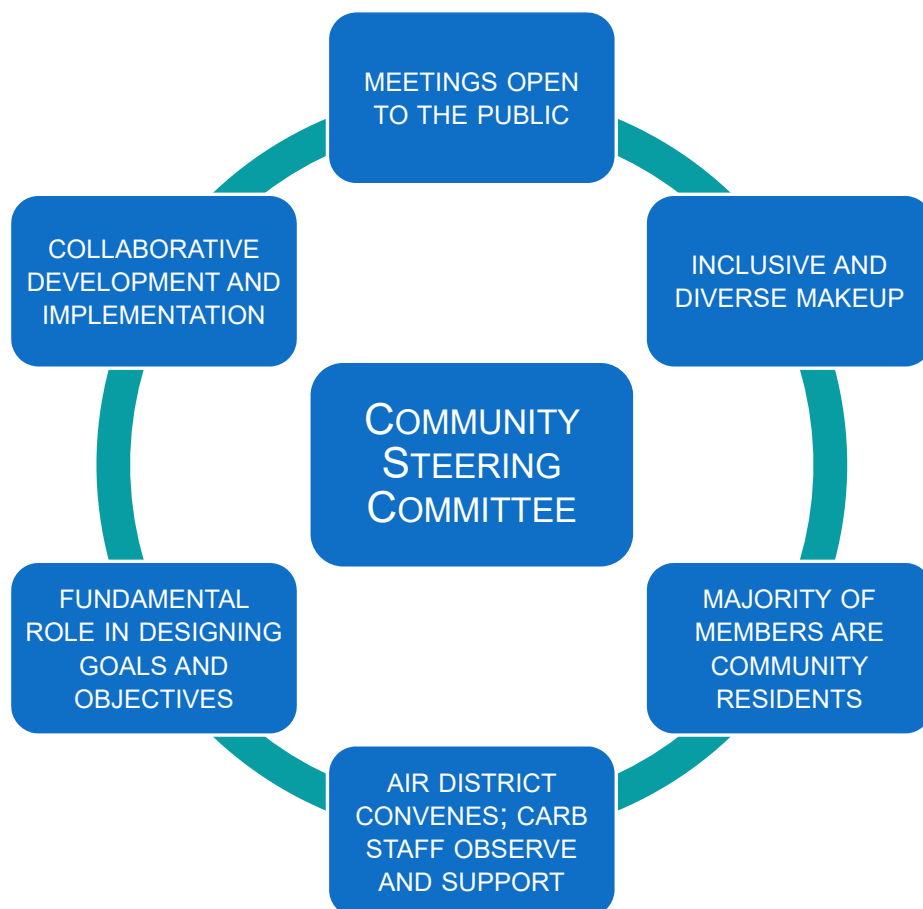 MEETINGS OPEN
TO THE PUBLIC
INCLUSIVE AND
DIVERSE MAKEUP
MAJORITY OF
MEMBERS ARE
COMMUNITY
RESIDENTS
AIR DISTRICT
CONVENES; CARB
STAFF OBSERVE
AND SUPPORT
FUNDAMENTAL
ROLE IN DESIGNING
GOALS AND
OBJECTIVES
COLLABORATIVE
DEVELOPMENT AND
IMPLEMENTATION
COMMUNITY
STEERING
COMMITTEE